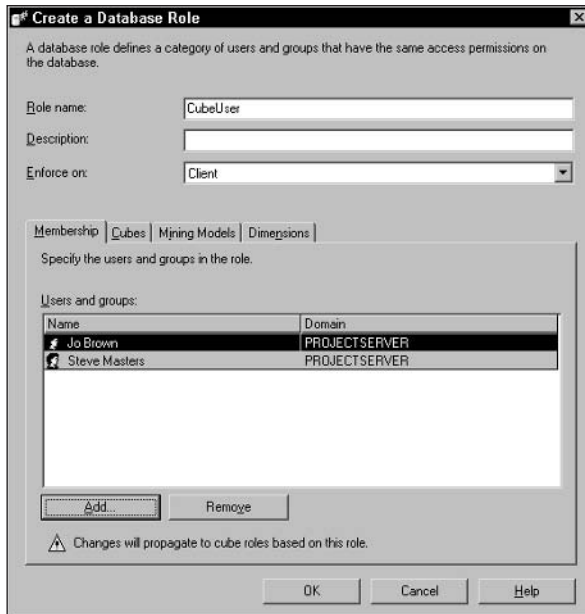 Create a Database Role
A database role defines a category of users and groups that have the same access permissions on
the database.
Role name:
CubeUser
Description:
Enforce on:
Client
Membership
Cubes
Mining Models
Dimensions
Specify the users and groups in the role.
Users and groups:
Name
Domain
Jo Brown
PROJECTSERVER
Steve Masters
PROJECTSERVER
Add...
Remove
Changes will propagate to cube roles based on this role.
OK
Cancel
Help